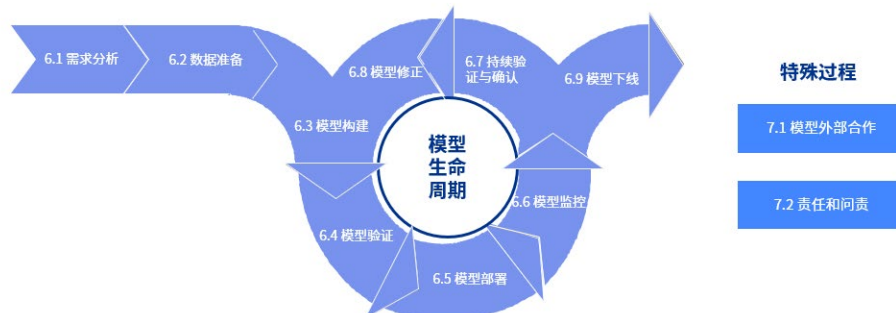 6.1 需求分析
6.2 数据准备
6.3 模型构建
6.4 模型验证
6.5 模型部署
6.6 模型监控
6.7 持续验
证与确认
6.8 模型修正
6.9 模型下线
模型
生命
周期
特殊过程
7.1 模型外部合作
7.2 责任和问责